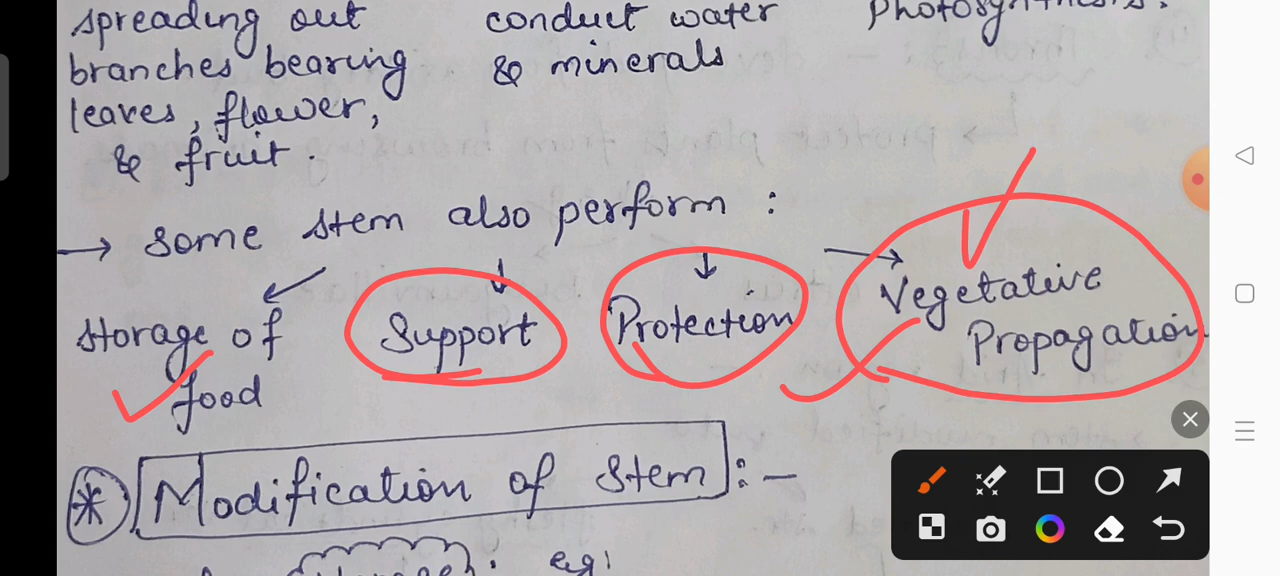 spreading out conduct water Photosynthesis.
branches bearing & minerals
leaves, flower,
& fruit.
→ some stem also perform :
Storage of food
Support
Protection
→ Vegetative Propagation
* Modification of Stem : –
eg: